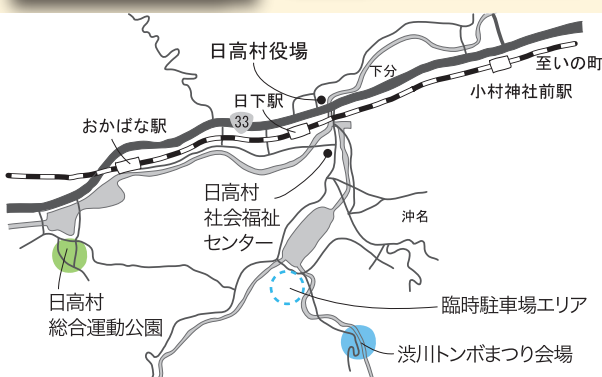 日高村役場
下分
至いの町
小村神社前駅
日下駅
33
おかばな駅
日高村
社会福祉
センター
沖名
日高村
総合運動公園
臨時駐車場エリア
渋川トンボまつり会場